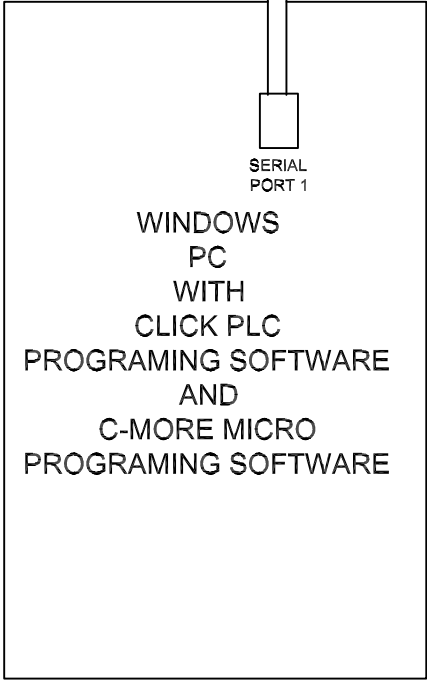 SERIAL
PORT 1
WINDOWS
PC
WITH
CLICK PLC
PROGRAMING SOFTWARE
AND
C-MORE MICRO
PROGRAMING SOFTWARE